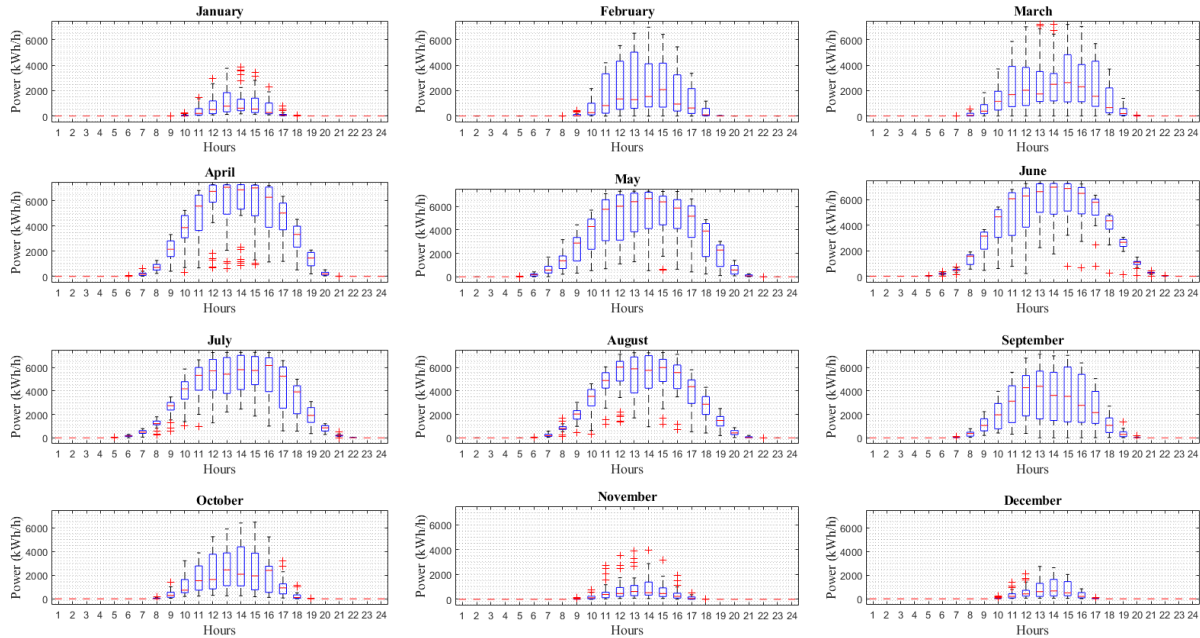 January February March
Power (kWh/h) 6000 4000 2000 0 Power (kWh/h) 6000 4000 2000 0 Power (kWh/h) 6000 4000 2000 0
1 2 3 4 5 6 7 8 9 10 11 12 13 14 15 16 17 18 19 20 21 22 23 24 1 2 3 4 5 6 7 8 9 10 11 12 13 14 15 16 17 18 19 20 21 22 23 24 1 2 3 4 5 6 7 8 9 10 11 12 13 14 15 16 17 18 19 20 21 22 23 24
Hours Hours Hours
April May June
Power (kWh/h) 6000 4000 2000 0 Power (kWh/h) 6000 4000 2000 0 Power (kWh/h) 6000 4000 2000 0
1 2 3 4 5 6 7 8 9 10 11 12 13 14 15 16 17 18 19 20 21 22 23 24 1 2 3 4 5 6 7 8 9 10 11 12 13 14 15 16 17 18 19 20 21 22 23 24 1 2 3 4 5 6 7 8 9 10 11 12 13 14 15 16 17 18 19 20 21 22 23 24
Hours Hours Hours
July August September
Power (kWh/h) 6000 4000 2000 0 Power (kWh/h) 6000 4000 2000 0 Power (kWh/h) 6000 4000 2000 0
1 2 3 4 5 6 7 8 9 10 11 12 13 14 15 16 17 18 19 20 21 22 23 24 1 2 3 4 5 6 7 8 9 10 11 12 13 14 15 16 17 18 19 20 21 22 23 24 1 2 3 4 5 6 7 8 9 10 11 12 13 14 15 16 17 18 19 20 21 22 23 24
Hours Hours Hours
October November December
Power (kWh/h) 6000 4000 2000 0 Power (kWh/h) 6000 4000 2000 0 Power (kWh/h) 6000 4000 2000 0
1 2 3 4 5 6 7 8 9 10 11 12 13 14 15 16 17 18 19 20 21 22 23 24 1 2 3 4 5 6 7 8 9 10 11 12 13 14 15 16 17 18 19 20 21 22 23 24 1 2 3 4 5 6 7 8 9 10 11 12 13 14 15 16 17 18 19 20 21 22 23 24
Hours Hours Hours